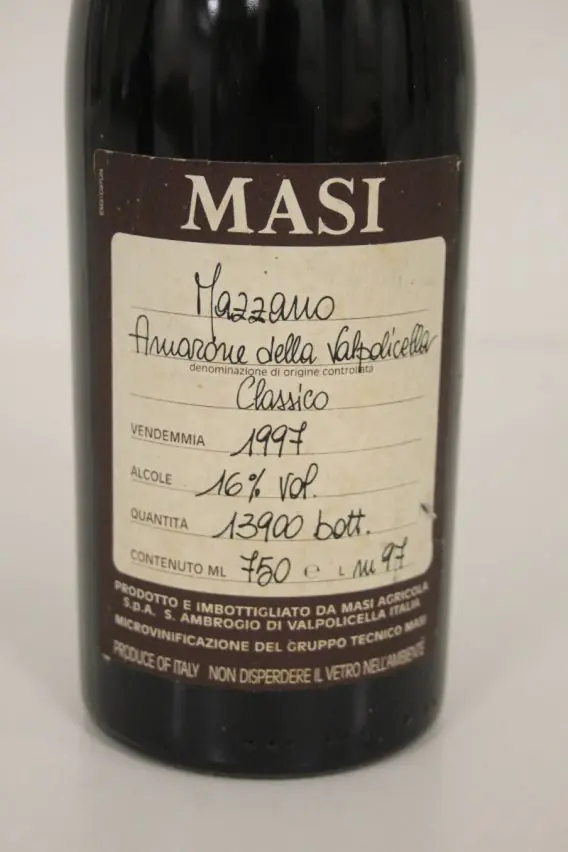 MASI
Mazzano
Amarone della Valpolicella
denominazione di origine controllata
Classico
VENDEMMIA 1997
ALCOLE 16% vol.
QUANTITÀ 13900 bott.
CONTENUTO ML 750 e L m 97
PRODOTTO E IMBOTTIGLIATO DA MASI AGRICOLA
S.p.A. S. AMBROGIO DI VALPOLICELLA ITALIA
MICROVINIFICAZIONE DEL GRUPPO TECNICO MASI
PRODUCE OF ITALY NON DISPERDERE IL VETRO NELL'AMBIENTE